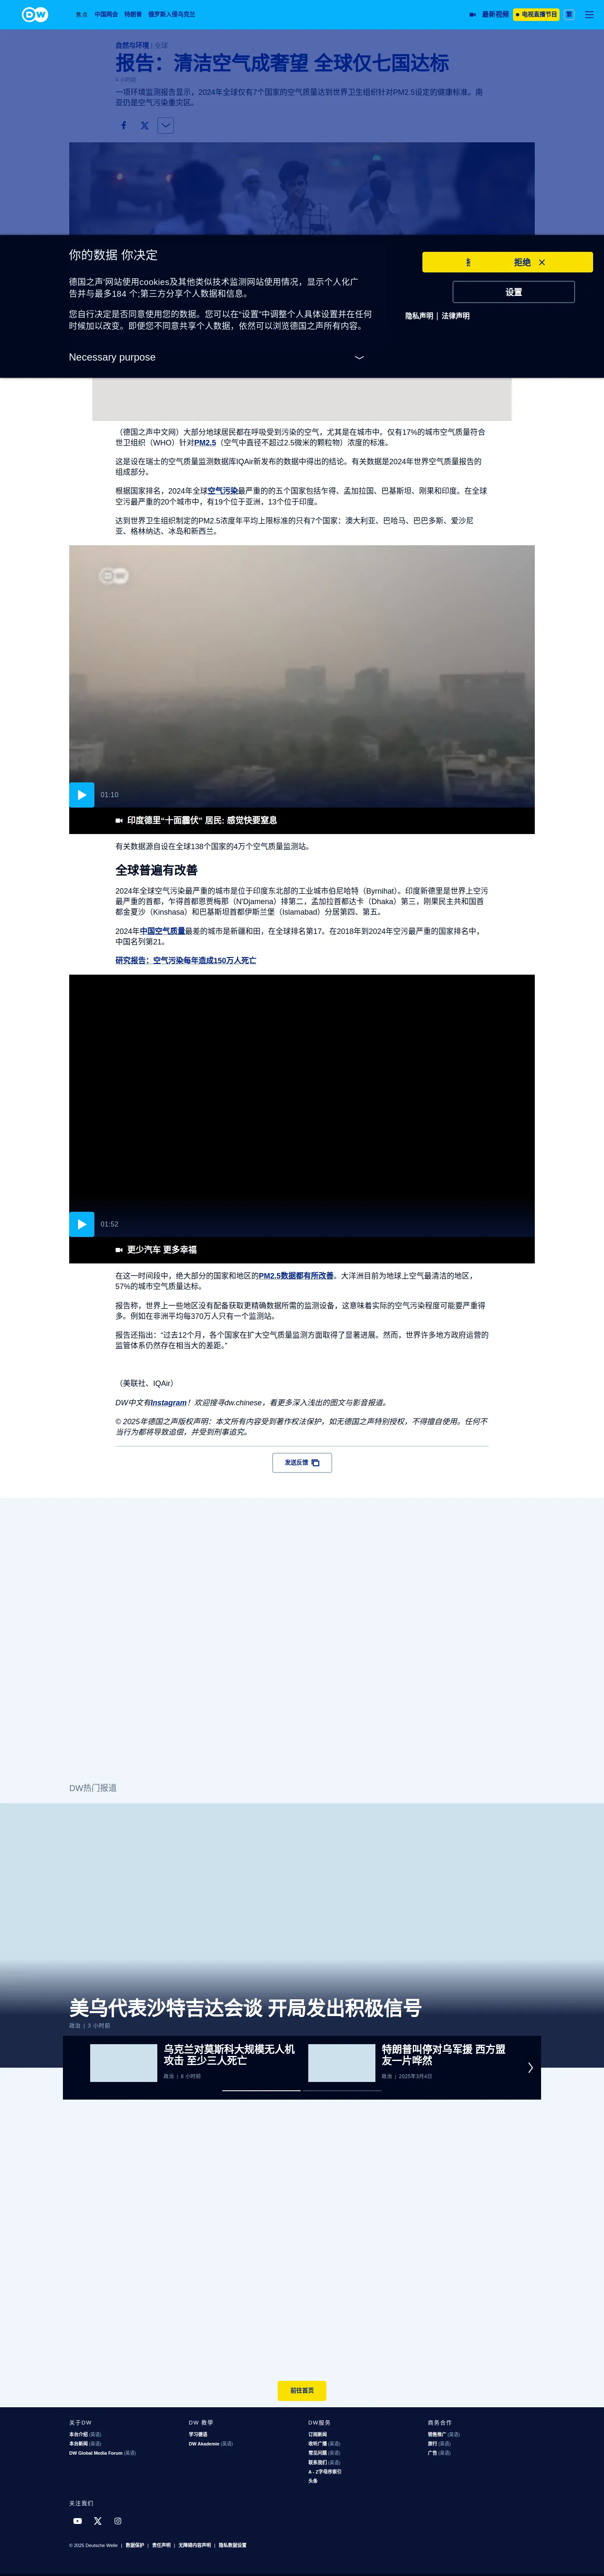 DW
焦点 中国两会 特朗普 俄罗斯入侵乌克兰
最新视频 电视直播节目 繁
自然与环境 | 全球
报告：清洁空气成奢望 全球仅七国达标
4 小时前
一项环境监测报告显示，2024年全球仅有7个国家的空气质量达到世界卫生组织针对PM2.5设定的健康标准。南
亚仍是空气污染重灾区。
你的数据 你决定
德国之声'网站使用cookies及其他类似技术监测网站使用情况，显示个人化广
告并与最多184 个;第三方分享个人数据和信息。
您自行决定是否同意使用您的数据。您可以在"设置"中调整个人具体设置并在任何
时候加以改变。即便您不同意共享个人数据，依然可以浏览德国之声所有内容。
Necessary purpose
拒绝
设置
隐私声明 | 法律声明
（德国之声中文网）大部分地球居民都在呼吸受到污染的空气，尤其是在城市中。仅有17%的城市空气质量符合
世卫组织（WHO）针对PM2.5（空气中直径不超过2.5微米的颗粒物）浓度的标准。
这是设在瑞士的空气质量监测数据库IQAir新发布的数据中得出的结论。有关数据是2024年世界空气质量报告的
组成部分。
根据国家排名，2024年全球空气污染最严重的的五个国家包括乍得、孟加拉国、巴基斯坦、刚果和印度。在全球
空污最严重的20个城市中，有19个位于亚洲，13个位于印度。
达到世界卫生组织制定的PM2.5浓度年平均上限标准的只有7个国家：澳大利亚、巴哈马、巴巴多斯、爱沙尼
亚、格林纳达、冰岛和新西兰。
DW
01:10
印度德里"十面霾伏" 居民: 感觉快要窒息
有关数据源自设在全球138个国家的4万个空气质量监测站。
全球普遍有改善
2024年全球空气污染最严重的城市是位于印度东北部的工业城市伯尼哈特（Byrnihat）。印度新德里是世界上空污
最严重的首都，乍得首都恩贾梅那（N'Djamena）排第二，孟加拉首都达卡（Dhaka）第三，刚果民主共和国首
都金夏沙（Kinshasa）和巴基斯坦首都伊斯兰堡（Islamabad）分居第四、第五。
2024年中国空气质量最差的城市是新疆和田，在全球排名第17。在2018年到2024年空污最严重的国家排名中，
中国名列第21。
研究报告：空气污染每年造成150万人死亡
01:52
更少汽车 更多幸福
在这一时间段中，绝大部分的国家和地区的PM2.5数据都有所改善。大洋洲目前为地球上空气最清洁的地区，
57%的城市空气质量达标。
报告称，世界上一些地区没有配备获取更精确数据所需的监测设备，这意味着实际的空气污染程度可能要严重得
多。例如在非洲平均每370万人只有一个监测站。
报告还指出："过去12个月，各个国家在扩大空气质量监测方面取得了显著进展。然而，世界许多地方政府运营的
监管体系仍然存在相当大的差距。"
（美联社、IQAir）
DW中文有Instagram！欢迎搜寻dw.chinese，看更多深入浅出的图文与影音报道。
© 2025年德国之声版权声明：本文所有内容受到著作权法保护，如无德国之声特别授权，不得擅自使用。任何不
当行为都将导致追偿，并受到刑事追究。
发送反馈
DW热门报道
美乌代表沙特吉达会谈 开局发出积极信号
政治 | 3 小时前
乌克兰对莫斯科大规模无人机
攻击 至少三人死亡
政治 | 8 小时前
特朗普叫停对乌军援 西方盟
友一片哗然
政治 | 2025年3月4日
前往首页
关于DW
本台介绍 (英语)
本台新闻 (英语)
DW Global Media Forum (英语)
DW 教學
学习德语
DW Akademie (英语)
DW服务
订阅新闻
收听广播 (英语)
常见问题 (英语)
联系我们 (英语)
A - Z字母序索引
头条
商务合作
销售推广 (英语)
旅行 (英语)
广告 (英语)
关注我们
© 2025 Deutsche Welle | 数据保护 | 责任声明 | 无障碍内容声明 | 隐私数据设置